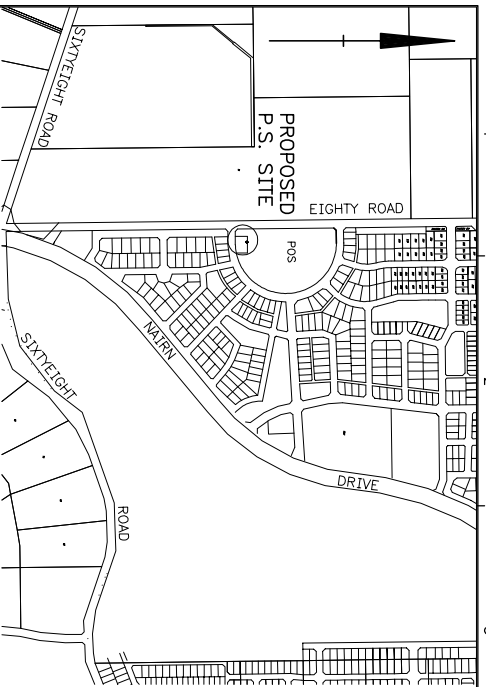 SIXTYEIGHT ROAD
PROPOSED
P.S. SITE
EIGHTY ROAD
POS
NAIRN
DRIVE
SIXTYEIGHT
ROAD